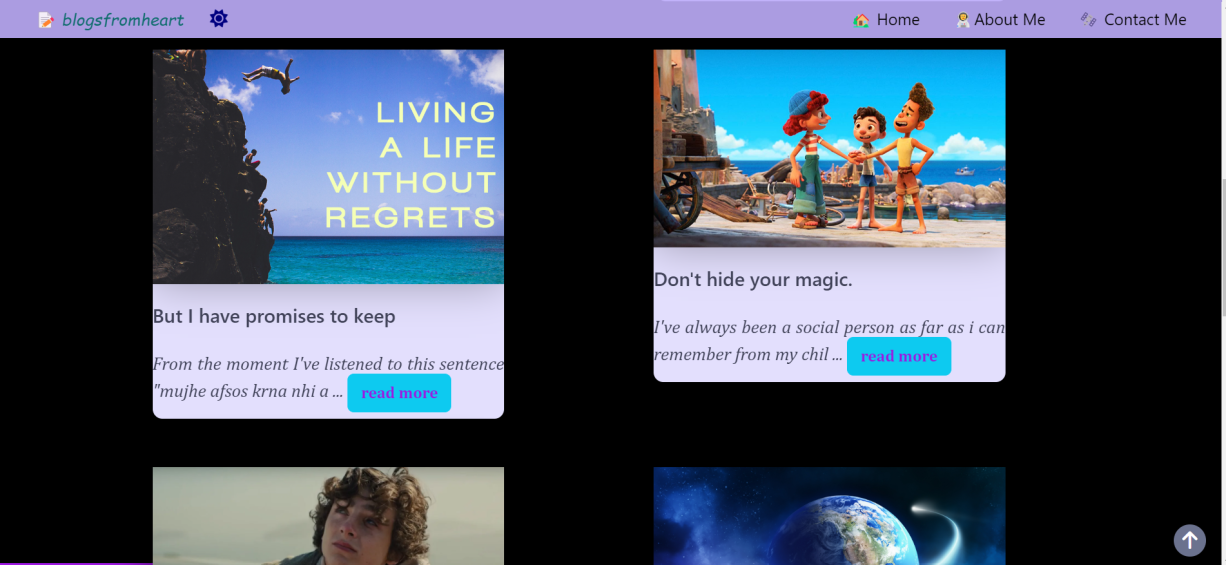 blogsfromheart
Home
About Me
Contact Me
LIVING
A LIFE
WITHOUT
REGRETS
But I have promises to keep
From the moment I've listened to this sentence
"mujhe afsos krna nhi a ... read more
Don't hide your magic.
I've always been a social person as far as i can
remember from my chil ... read more